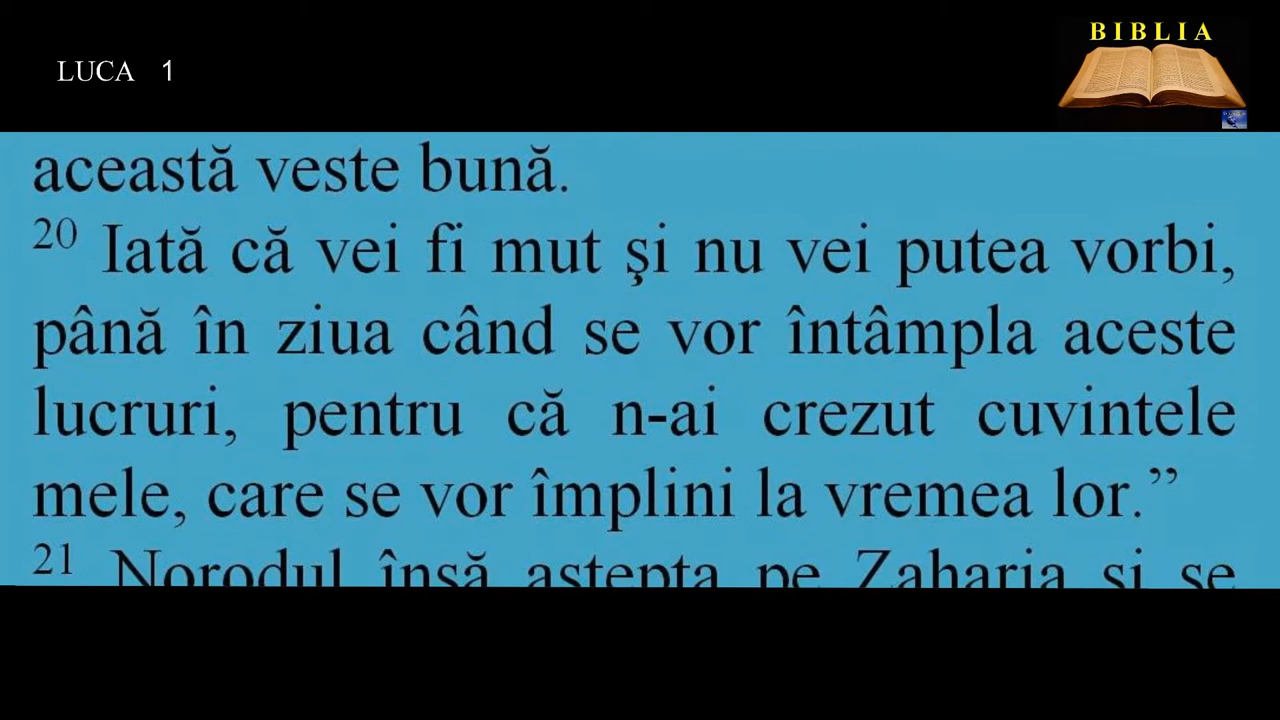 BIBLIA
LUCA 1
această veste bună.
20 Iată că vei fi mut şi nu vei putea vorbi,
până în ziua când se vor întâmpla aceste
lucruri, pentru că n-ai crezut cuvintele
mele, care se vor împlini la vremea lor.”
21 Norodul însă aştepta pe Zaharia şi se